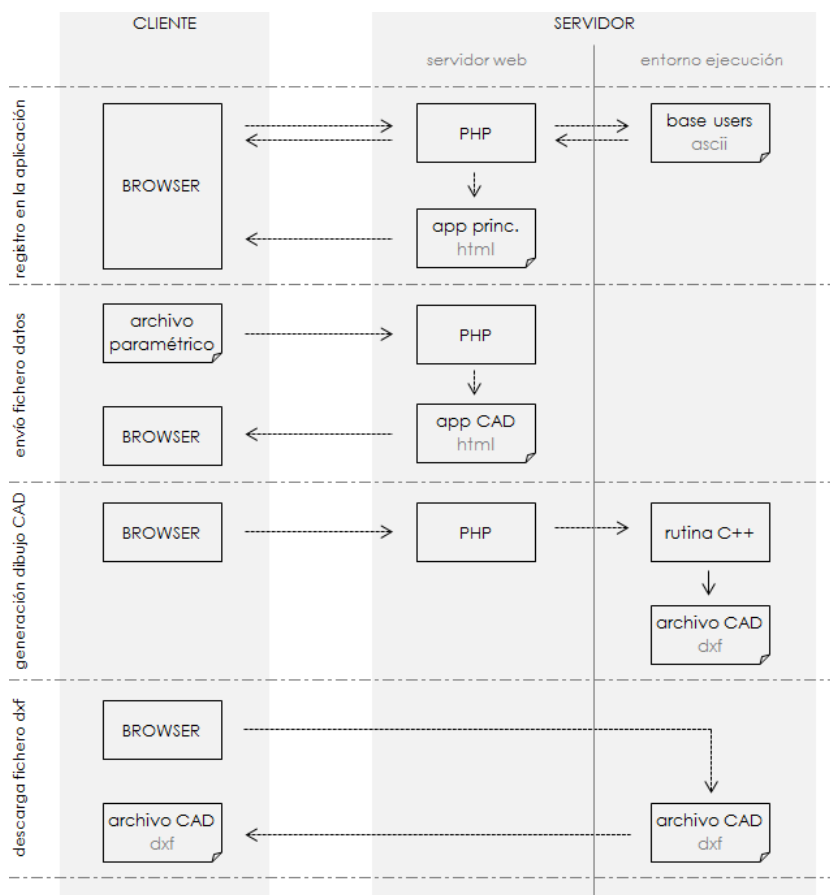 CLIENTE
SERVIDOR
servidor web
entorno ejecución
registro en la aplicación
BROWSER
PHP
base users
ascii
app princ.
html
envío fichero datos
archivo
paramétrico
PHP
BROWSER
app CAD
html
generación dibujo CAD
BROWSER
PHP
rutina C++
archivo CAD
dxf
descarga fichero dxf
BROWSER
archivo CAD
dxf
archivo CAD
dxf